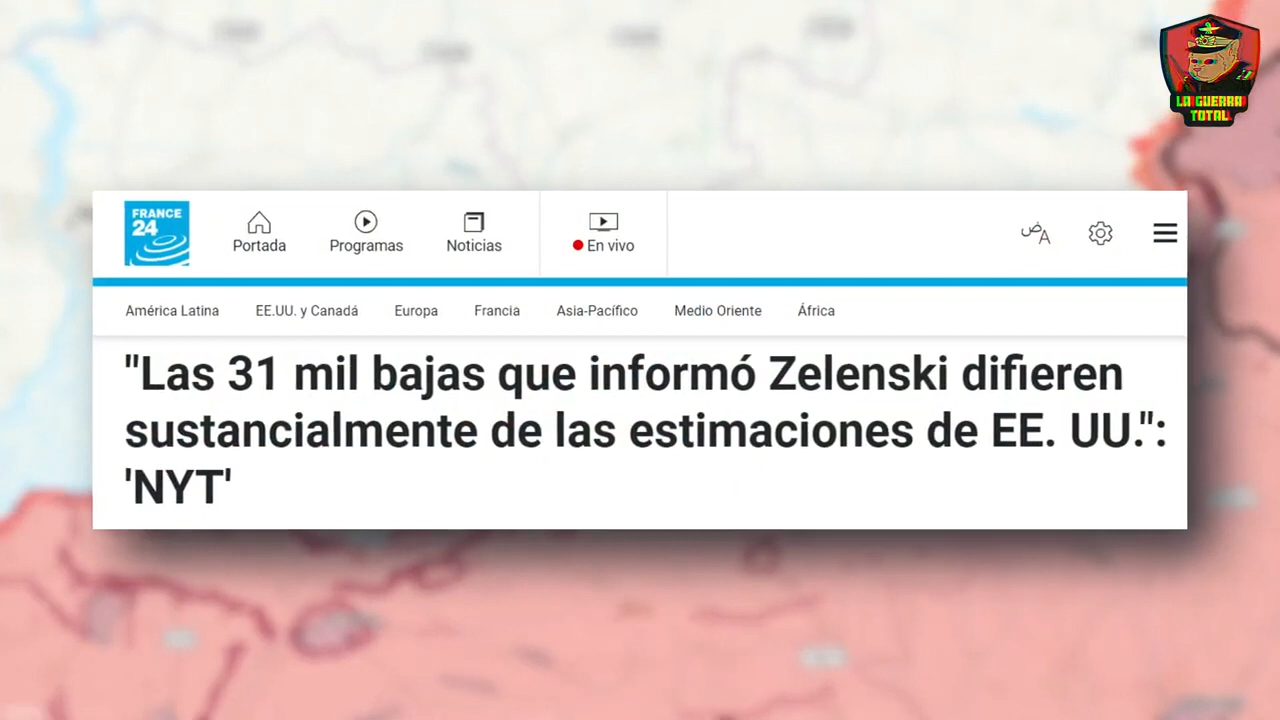 LA GUERRA
TOTAL
FRANCE
24
Portada
Programas
Noticias
En vivo
ض
A
América Latina
EE.UU. y Canadá
Europa
Francia
Asia-Pacífico
Medio Oriente
África
"Las 31 mil bajas que informó Zelenski difieren
sustancialmente de las estimaciones de EE. UU.":
'NYT'